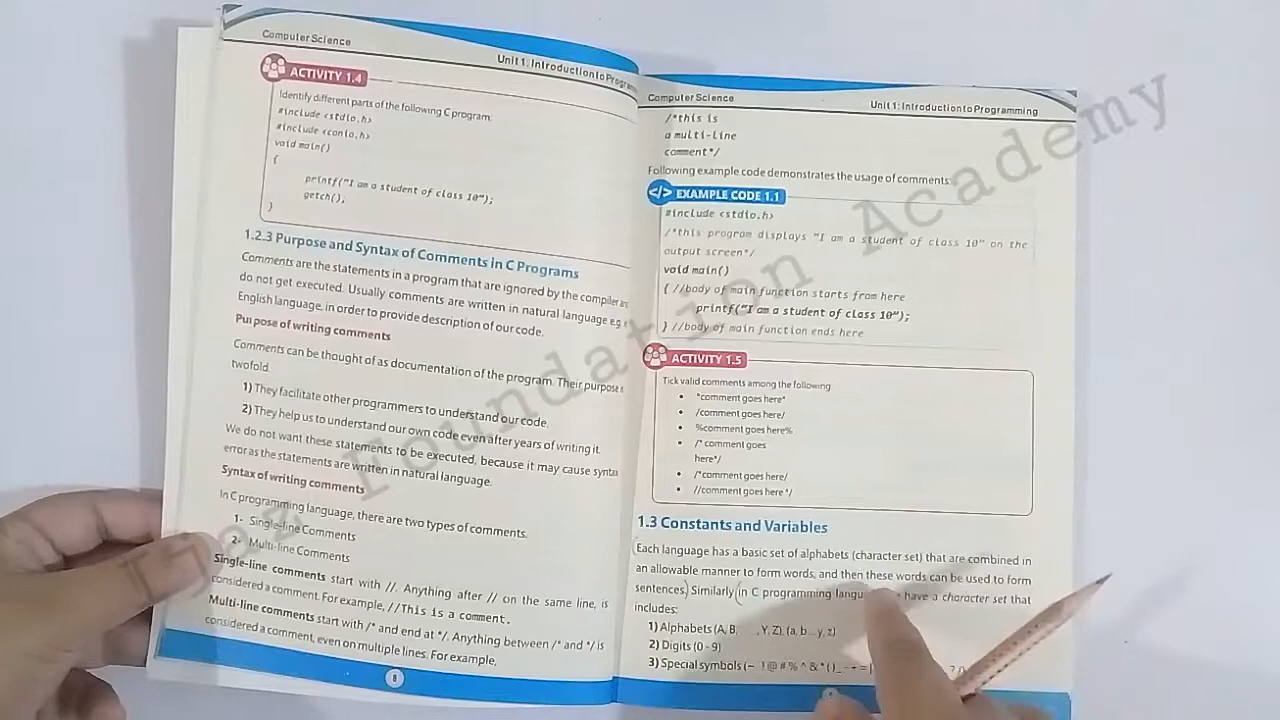 Computer Science
Unit 1: Introduction to
ACTIVITY 1.4
Identify different parts of the following C program.
#include <stdio.h>
#include <conio.h>
void main()
{
printf("I am a student of class 10");
getch();
}
1.2.3 Purpose and Syntax of Comments in C Programs
Comments are the statements in a program that are ignored by the compiler
do not get executed. Usually comments are written in natural language e.g.
English language, in order to provide description of our code.
Purpose of writing comments
Comments can be thought of as documentation of the program. Their purpose
twofold.
1) They facilitate other programmers to understand our code.
2) They help us to understand our own code even after years of writing it.
We do not want these statements to be executed, because it may cause syntax
error as the statements are written in natural language.
Syntax of writing comments
In C programming language, there are two types of comments.
1- Single-line Comments
2- Multi-line Comments
Single-line comments start with //. Anything after // on the same line, is
considered a comment. For example, //This is a comment.
Multi-line comments start with /* and end at */. Anything between /* and */ is
considered a comment, even on multiple lines. For example,
8
Computer Science
Unit 1: Introduction to Programming
/*this is
a multi-line
comment*/
Following example code demonstrates the usage of comments:
</> EXAMPLE CODE 1.1
#include <stdio.h>
/*this program displays "I am a student of class 10" on the
output screen*/
void main()
{ //body of main function starts from here
printf("I am a student of class 10");
} //body of main function ends here
ACTIVITY 1.5
Tick valid comments among the following
• *comment goes here*
• /comment goes here/
• %comment goes here%
• /* comment goes
here*/
• /*comment goes here/
• //comment goes here */
1.3 Constants and Variables
Each language has a basic set of alphabets (character set) that are combined in
an allowable manner to form words, and then these words can be used to form
sentences. Similarly in C programming have a character set that
includes:
1) Alphabets (A, B, ..., Y, Z), (a, b...y, z)
2) Digits (0 - 9)
3) Special symbols (~ ! @ # % ^ & * ( ) _ - + = |
Foundation Academy